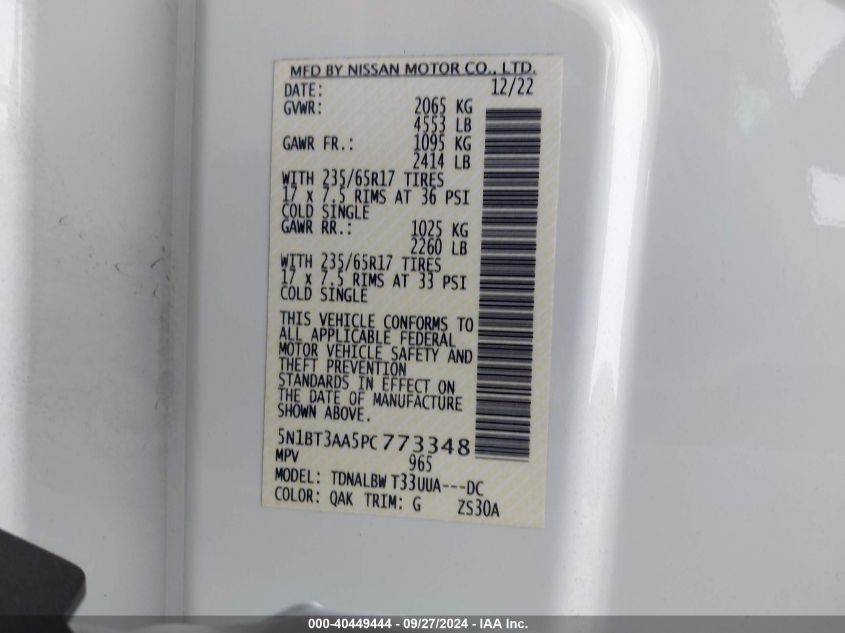 MFD BY NISSAN MOTOR CO., LTD.
DATE: 12/22
GVWR: 2065 KG
4553 LB
GAWR FR.: 1095 KG
2414 LB
WITH 235/65R17 TIRES
17 x 7.5 RIMS AT 36 PSI
COLD SINGLE
GAWR RR.: 1025 KG
2260 LB
WITH 235/65R17 TIRES
17 x 7.5 RIMS AT 33 PSI
COLD SINGLE
THIS VEHICLE CONFORMS TO
ALL APPLICABLE FEDERAL
MOTOR VEHICLE SAFETY AND
THEFT PREVENTION
STANDARDS IN EFFECT ON
THE DATE OF MANUFACTURE
SHOWN ABOVE.
5N1BT3AA5PC773348
MPV 965
MODEL: TDNALBW T33UUA---DC
COLOR: QAK TRIM: G ZS30A
000-40449444 - 09/27/2024 - IAA Inc.